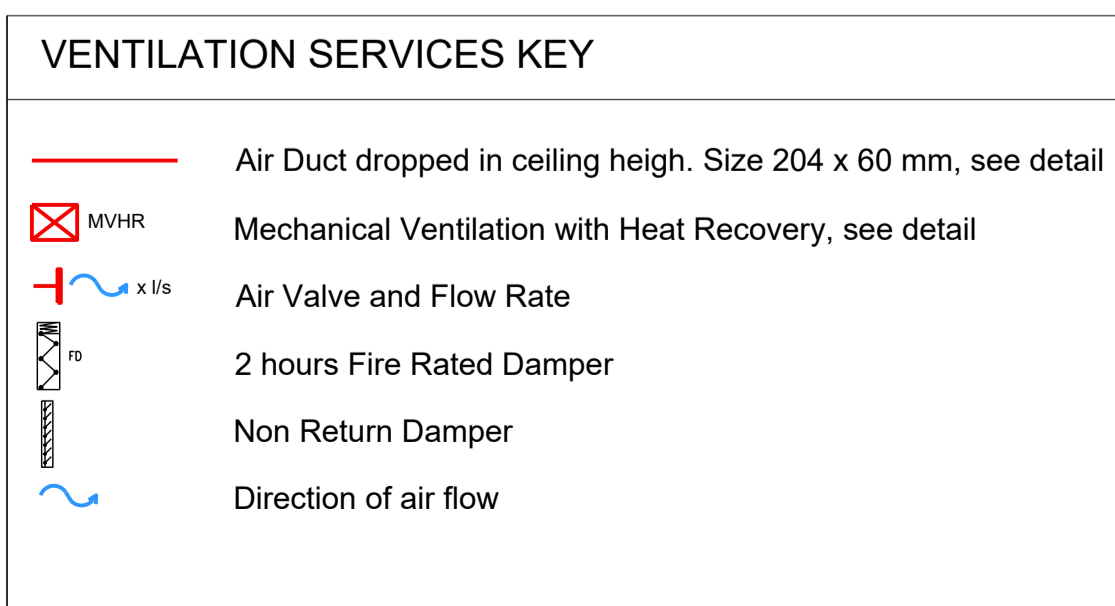 VENTILATION SERVICES KEY
Air Duct dropped in ceiling heigh. Size 204 x 60 mm, see detail
MVHR Mechanical Ventilation with Heat Recovery, see detail
x l/s Air Valve and Flow Rate
FD 2 hours Fire Rated Damper
Non Return Damper
Direction of air flow